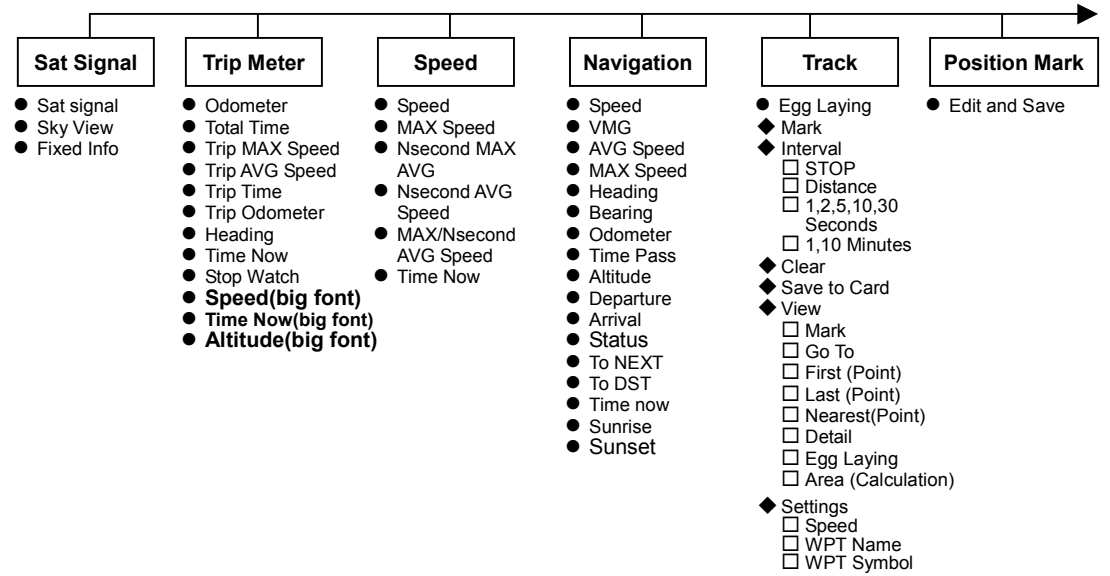 Sat Signal
Sat signal
Sky View
Fixed Info
Trip Meter
Odometer
Total Time
Trip MAX Speed
Trip AVG Speed
Trip Time
Trip Odometer
Heading
Time Now
Stop Watch
Speed(big font)
Time Now(big font)
Altitude(big font)
Speed
Speed
MAX Speed
Nsecond MAX
AVG
Nsecond AVG
Speed
MAX/Nsecond
AVG Speed
Time Now
Navigation
Speed
VMG
AVG Speed
MAX Speed
Heading
Bearing
Odometer
Time Pass
Altitude
Departure
Arrival
Status
To NEXT
To DST
Time now
Sunrise
Sunset
Track
Egg Laying
Mark
Interval
STOP
Distance
1,2,5,10,30
Seconds
1,10 Minutes
Clear
Save to Card
View
Mark
Go To
First (Point)
Last (Point)
Nearest(Point)
Detail
Egg Laying
Area (Calculation)
Settings
Speed
WPT Name
WPT Symbol
Position Mark
Edit and Save